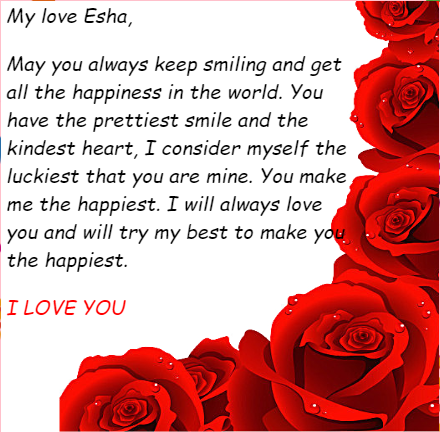 My love Esha,
May you always keep smiling and get
all the happiness in the world. You
have the prettiest smile and the
kindest heart, I consider myself the
luckiest that you are mine. You make
me the happiest. I will always love
you and will try my best to make you
the happiest.
I LOVE YOU